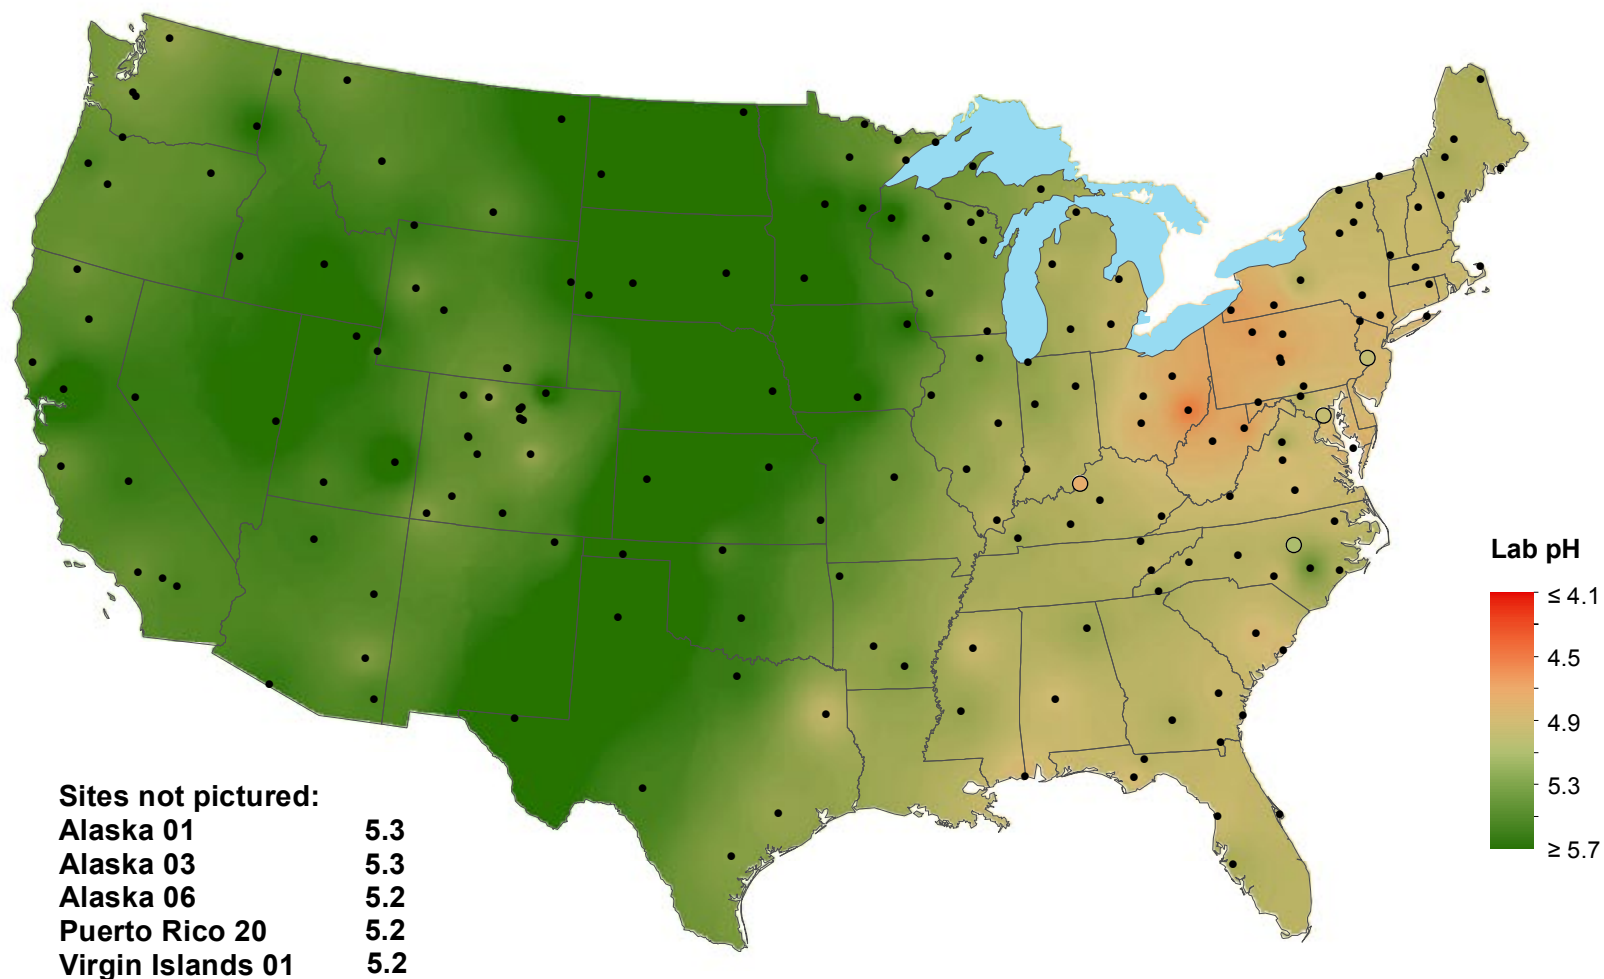 Lab pH
≤ 4.1
4.5
4.9
5.3
≥ 5.7
Sites not pictured:
Alaska 01 5.3
Alaska 03 5.3
Alaska 06 5.2
Puerto Rico 20 5.2
Virgin Islands 01 5.2